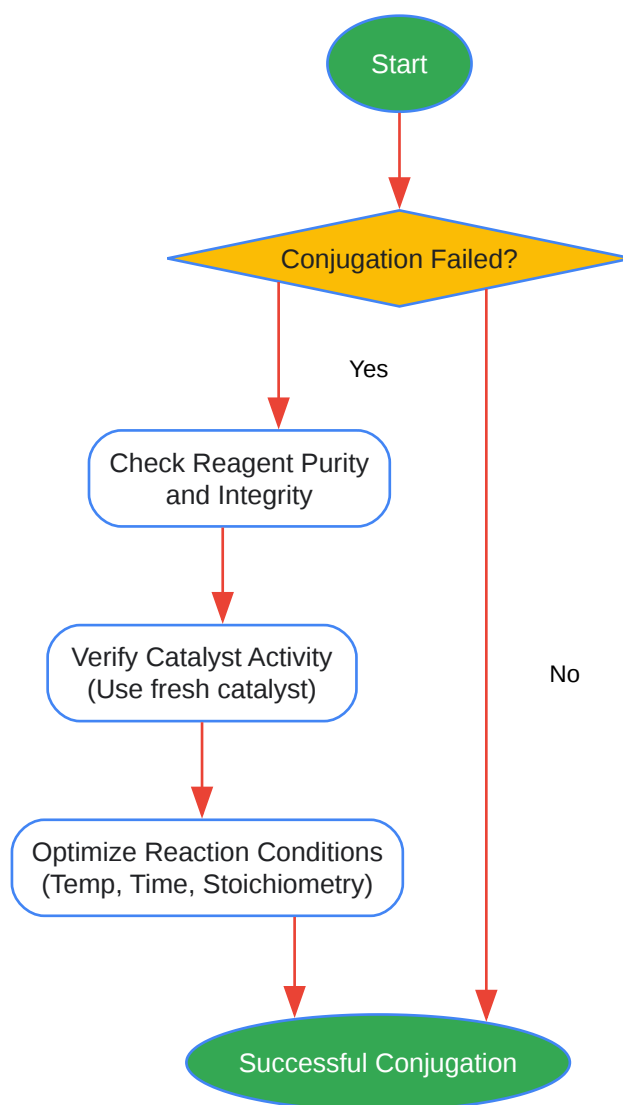 Start
Conjugation Failed?
Yes
Check Reagent Purity
and Integrity
Verify Catalyst Activity
(Use fresh catalyst)
No
Optimize Reaction Conditions
(Temp, Time, Stoichiometry)
Successful Conjugation